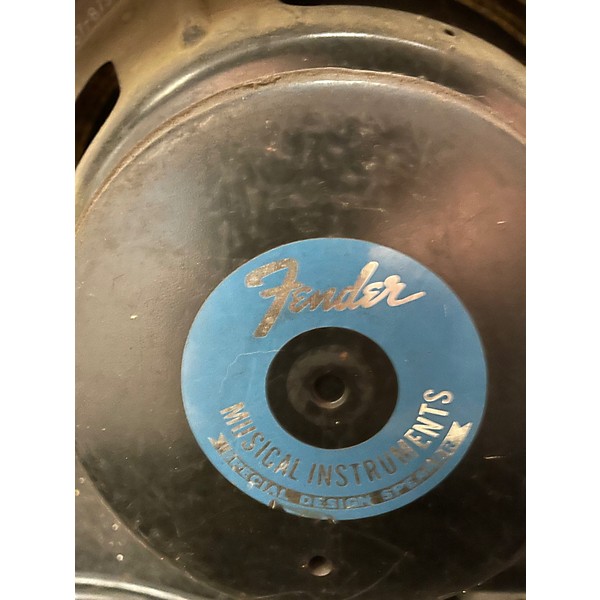 Fender
MUSICAL INSTRUMENTS
SPECIAL DESIGN SPEAKER